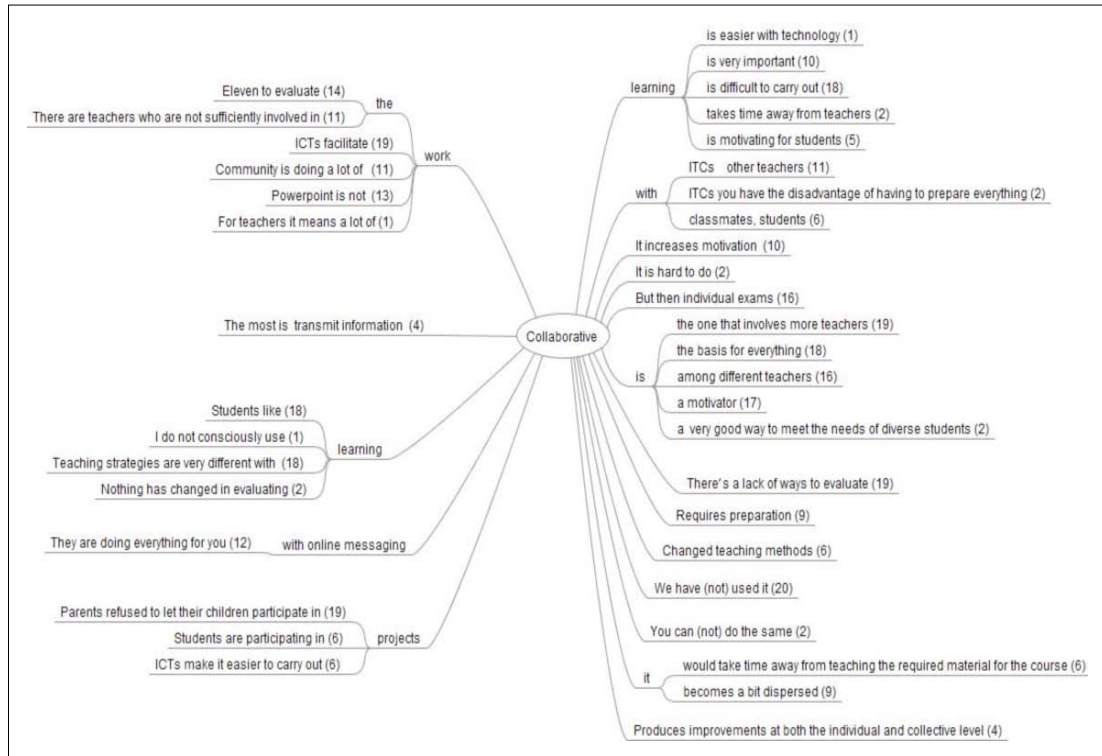 Eleven to evaluate (14)
There are teachers who are not sufficiently involved in (11)
the
ICTs facilitate (19)
Community is doing a lot of (11)
Powerpoint is not (13)
For teachers it means a lot of (1)
work
The most is transmit information (4)
Students like (18)
I do not consciously use (1)
Teaching strategies are very different with (18)
Nothing has changed in evaluating (2)
learning
They are doing everything for you (12)
with online messaging
Parents refused to let their children participate in (19)
Students are participating in (6)
ICTs make it easier to carry out (6)
projects
Collaborative
learning
is easier with technology (1)
is very important (10)
is difficult to carry out (18)
takes time away from teachers (2)
is motivating for students (5)
with
ITCs other teachers (11)
ITCs you have the disadvantage of having to prepare everything (2)
classmates, students (6)
It increases motivation (10)
It is hard to do (2)
But then individual exams (16)
is
the one that involves more teachers (19)
the basis for everything (18)
among different teachers (16)
a motivator (17)
a very good way to meet the needs of diverse students (2)
There's a lack of ways to evaluate (19)
Requires preparation (9)
Changed teaching methods (6)
We have (not) used it (20)
You can (not) do the same (2)
it
would take time away from teaching the required material for the course (6)
becomes a bit dispersed (9)
Produces improvements at both the individual and collective level (4)